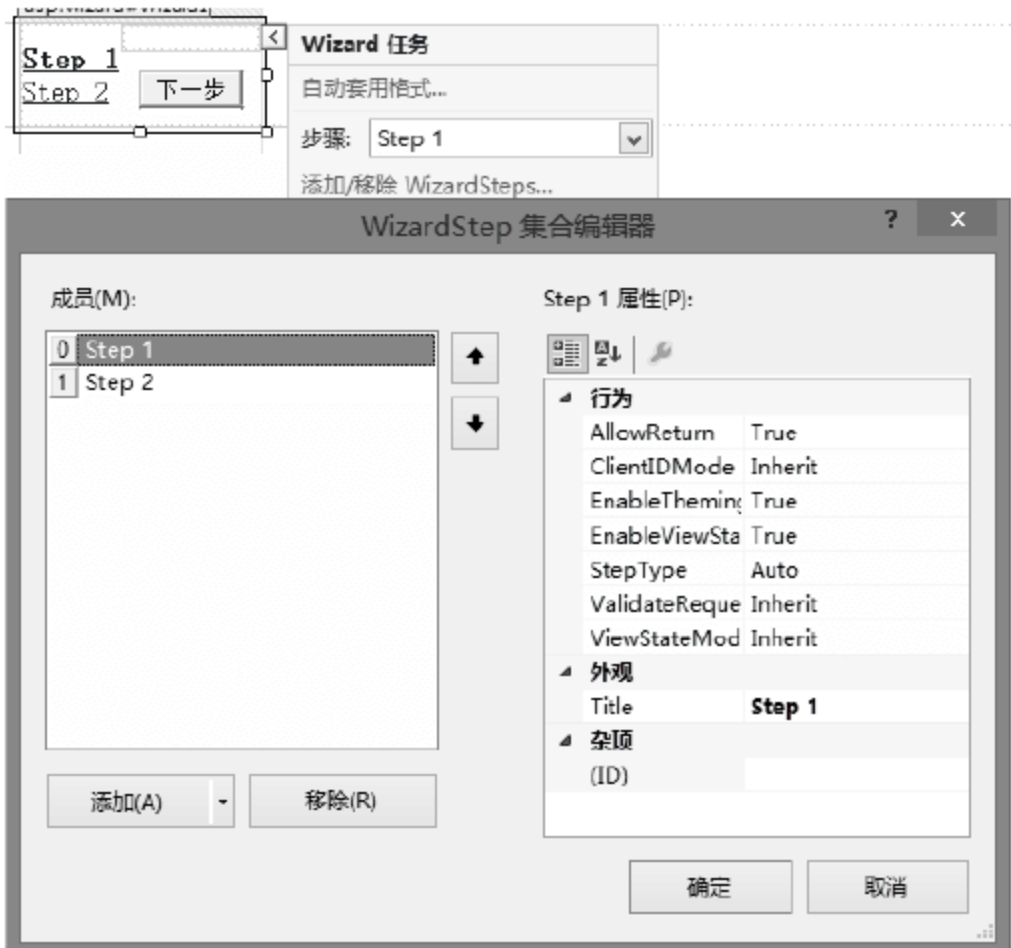 Wizard 任务
Step 1
Step 2
下一步
自动套用格式...
步骤: Step 1
添加/移除 WizardSteps...
WizardStep 集合编辑器 ? x
成员(M):
Step 1 属性(P):
0 Step 1
1 Step 2
行为
AllowReturn True
ClientIDMode Inherit
EnableTheming True
EnableViewSta True
StepType Auto
ValidateReque Inherit
ViewStateMod Inherit
外观
Title Step 1
杂项
(ID)
添加(A)
移除(R)
确定
取消